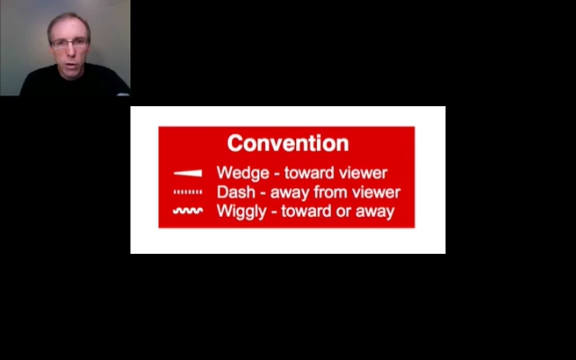 Convention
Wedge - toward viewer
Dash - away from viewer
Wiggly - toward or away